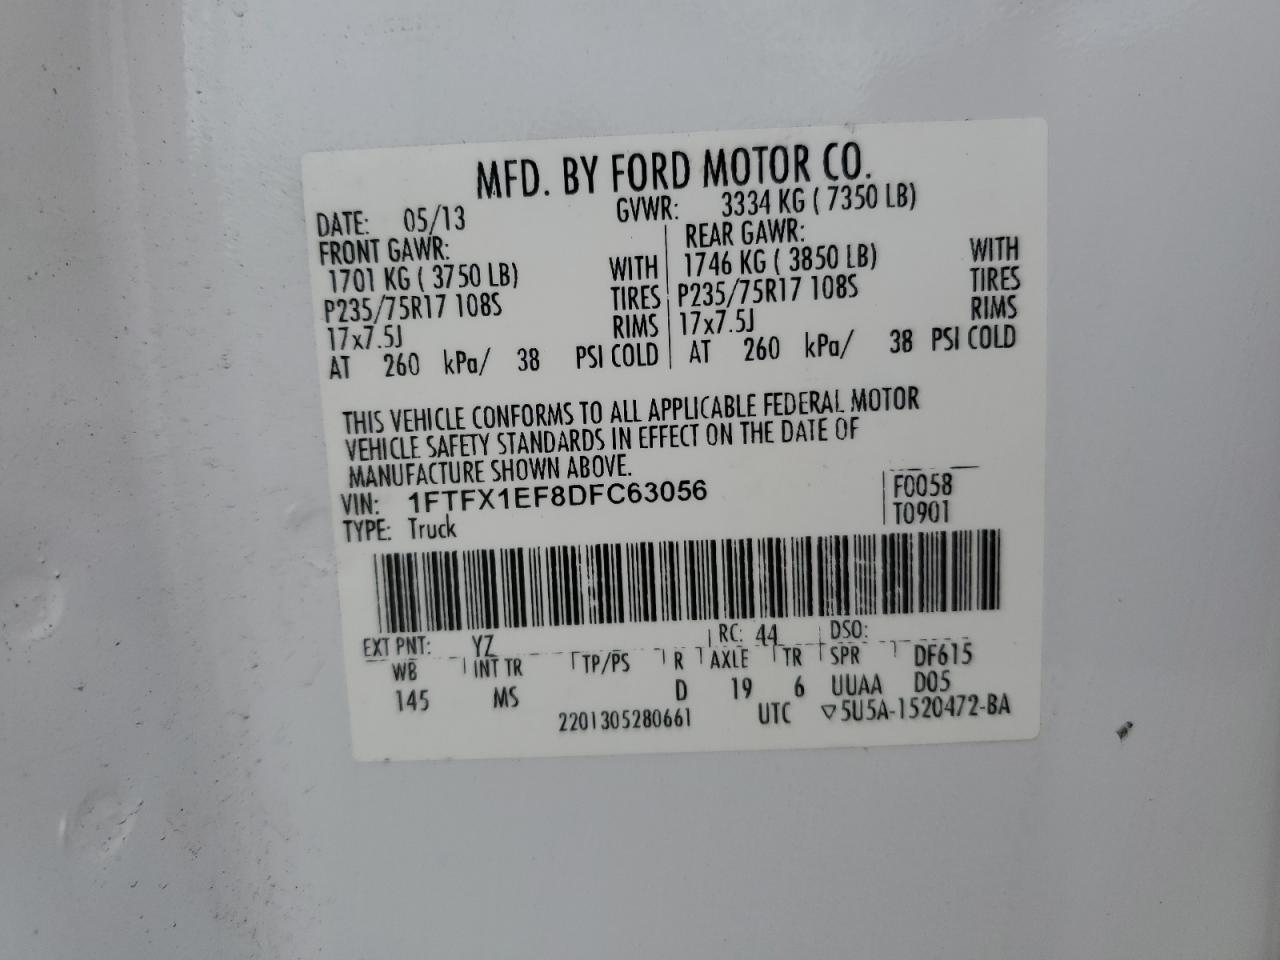 MFD. BY FORD MOTOR CO.
DATE: 05/13 GVWR: 3334 KG ( 7350 LB)
FRONT GAWR: REAR GAWR:
1701 KG ( 3750 LB) WITH 1746 KG ( 3850 LB) WITH
P235/75R17 108S TIRES P235/75R17 108S TIRES
17x7.5J RIMS 17x7.5J RIMS
AT 260 kPa/ 38 PSI COLD AT 260 kPa/ 38 PSI COLD
THIS VEHICLE CONFORMS TO ALL APPLICABLE FEDERAL MOTOR
VEHICLE SAFETY STANDARDS IN EFFECT ON THE DATE OF
MANUFACTURE SHOWN ABOVE.
VIN: 1FTFX1EF8DFC63056 F0058
TYPE: Truck T0901
EXT PNT: YZ RC: 44 DSO:
WB INT TR TP/PS R AXLE TR SPR DF615
145 MS D 19 6 UUAA D05
2201305280661 UTC ▽5U5A-1520472-BA